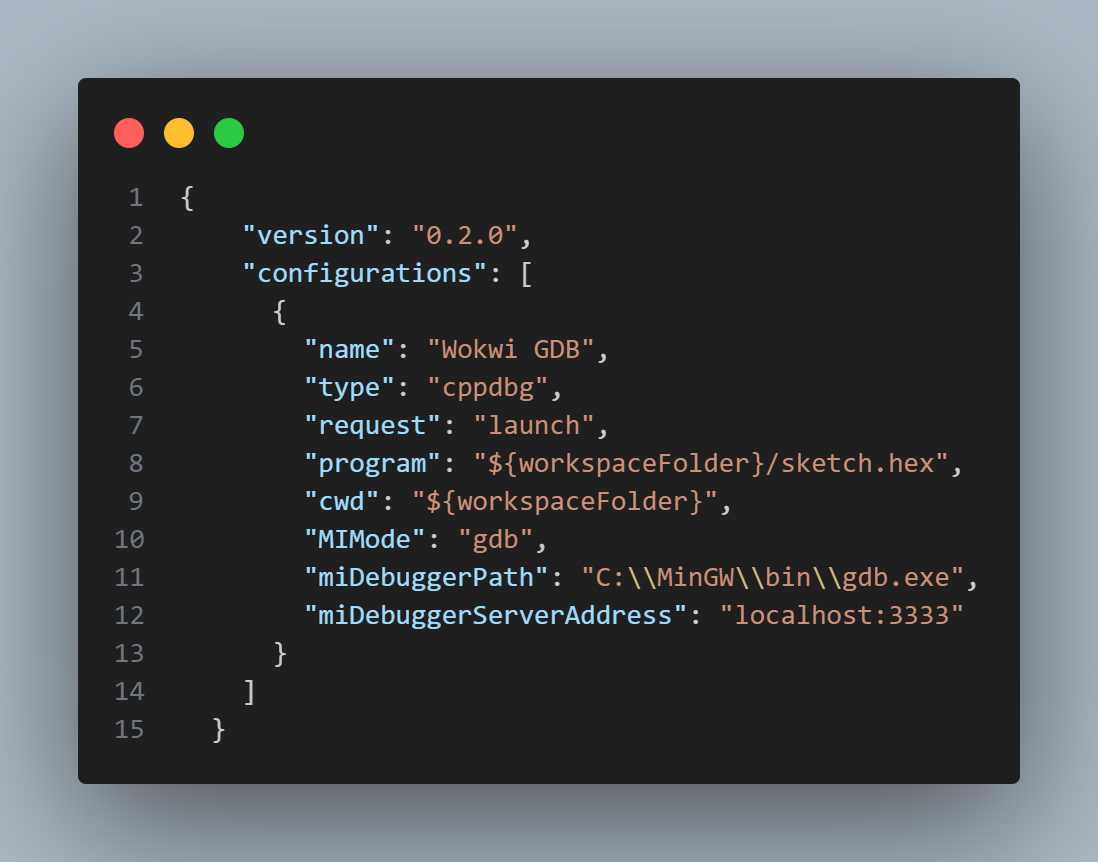 1 {
2     "version": "0.2.0",
3     "configurations": [
4       {
5         "name": "Wokwi GDB",
6         "type": "cppdbg",
7         "request": "launch",
8         "program": "${workspaceFolder}/sketch.hex",
9         "cwd": "${workspaceFolder}",
10         "MIMode": "gdb",
11         "miDebuggerPath": "C:\\MinGW\\bin\\gdb.exe",
12         "miDebuggerServerAddress": "localhost:3333"
13       }
14     ]
15   }